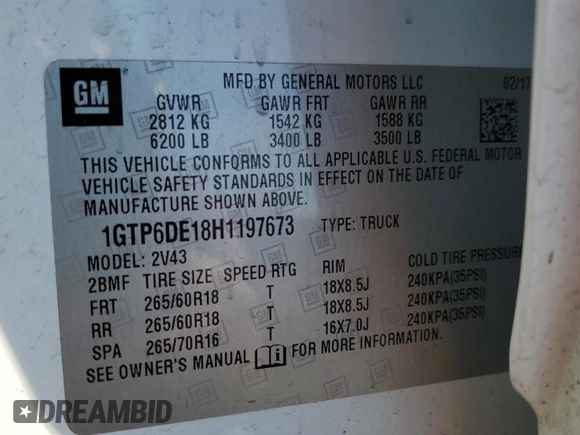 GM
MFD BY GENERAL MOTORS LLC 02/17
GVWR GAWR FRT GAWR RR
2812 KG 1542 KG 1588 KG
6200 LB 3400 LB 3500 LB
THIS VEHICLE CONFORMS TO ALL APPLICABLE U.S. FEDERAL MOTOR
VEHICLE SAFETY STANDARDS IN EFFECT ON THE DATE OF
MANUFACTURE SHOWN ABOVE.
1GTP6DE18H1197673 TYPE: TRUCK
MODEL: 2V43
2BMF TIRE SIZE SPEED RTG RIM COLD TIRE PRESSURE
FRT 265/60R18 T 18X8.5J 240KPA(35PSI)
RR 265/60R18 T 18X8.5J 240KPA(35PSI)
SPA 265/70R16 T 16X7.0J 240KPA(35PSI)
SEE OWNER'S MANUAL FOR MORE INFORMATION.
DREAMBID